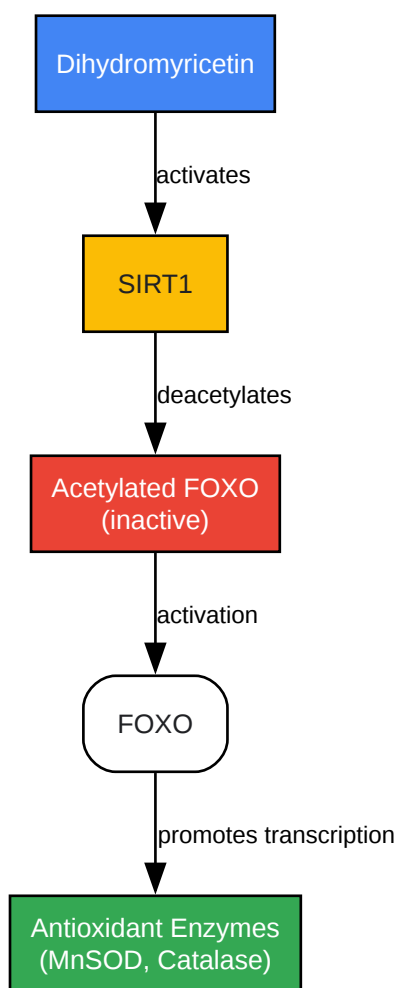 Dihydromyricetin
activates
SIRT1
deacetylates
Acetylated FOXO
(inactive)
activation
FOXO
promotes transcription
Antioxidant Enzymes
(MnSOD, Catalase)